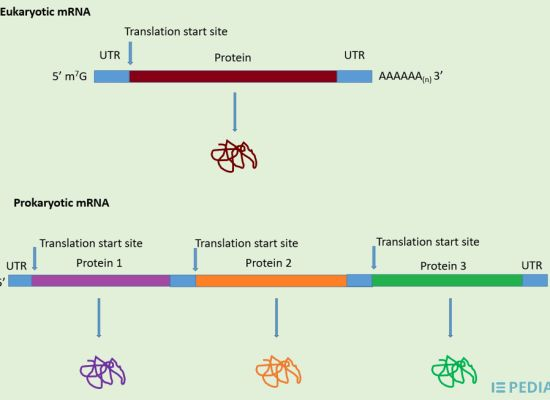 Eukaryotic mRNA
Translation start site
UTR Protein UTR
5′ m⁷G AAAAAA(n) 3′
Prokaryotic mRNA
Translation start site Translation start site Translation start site
UTR Protein 1 Protein 2 Protein 3 UTR
PEDIA